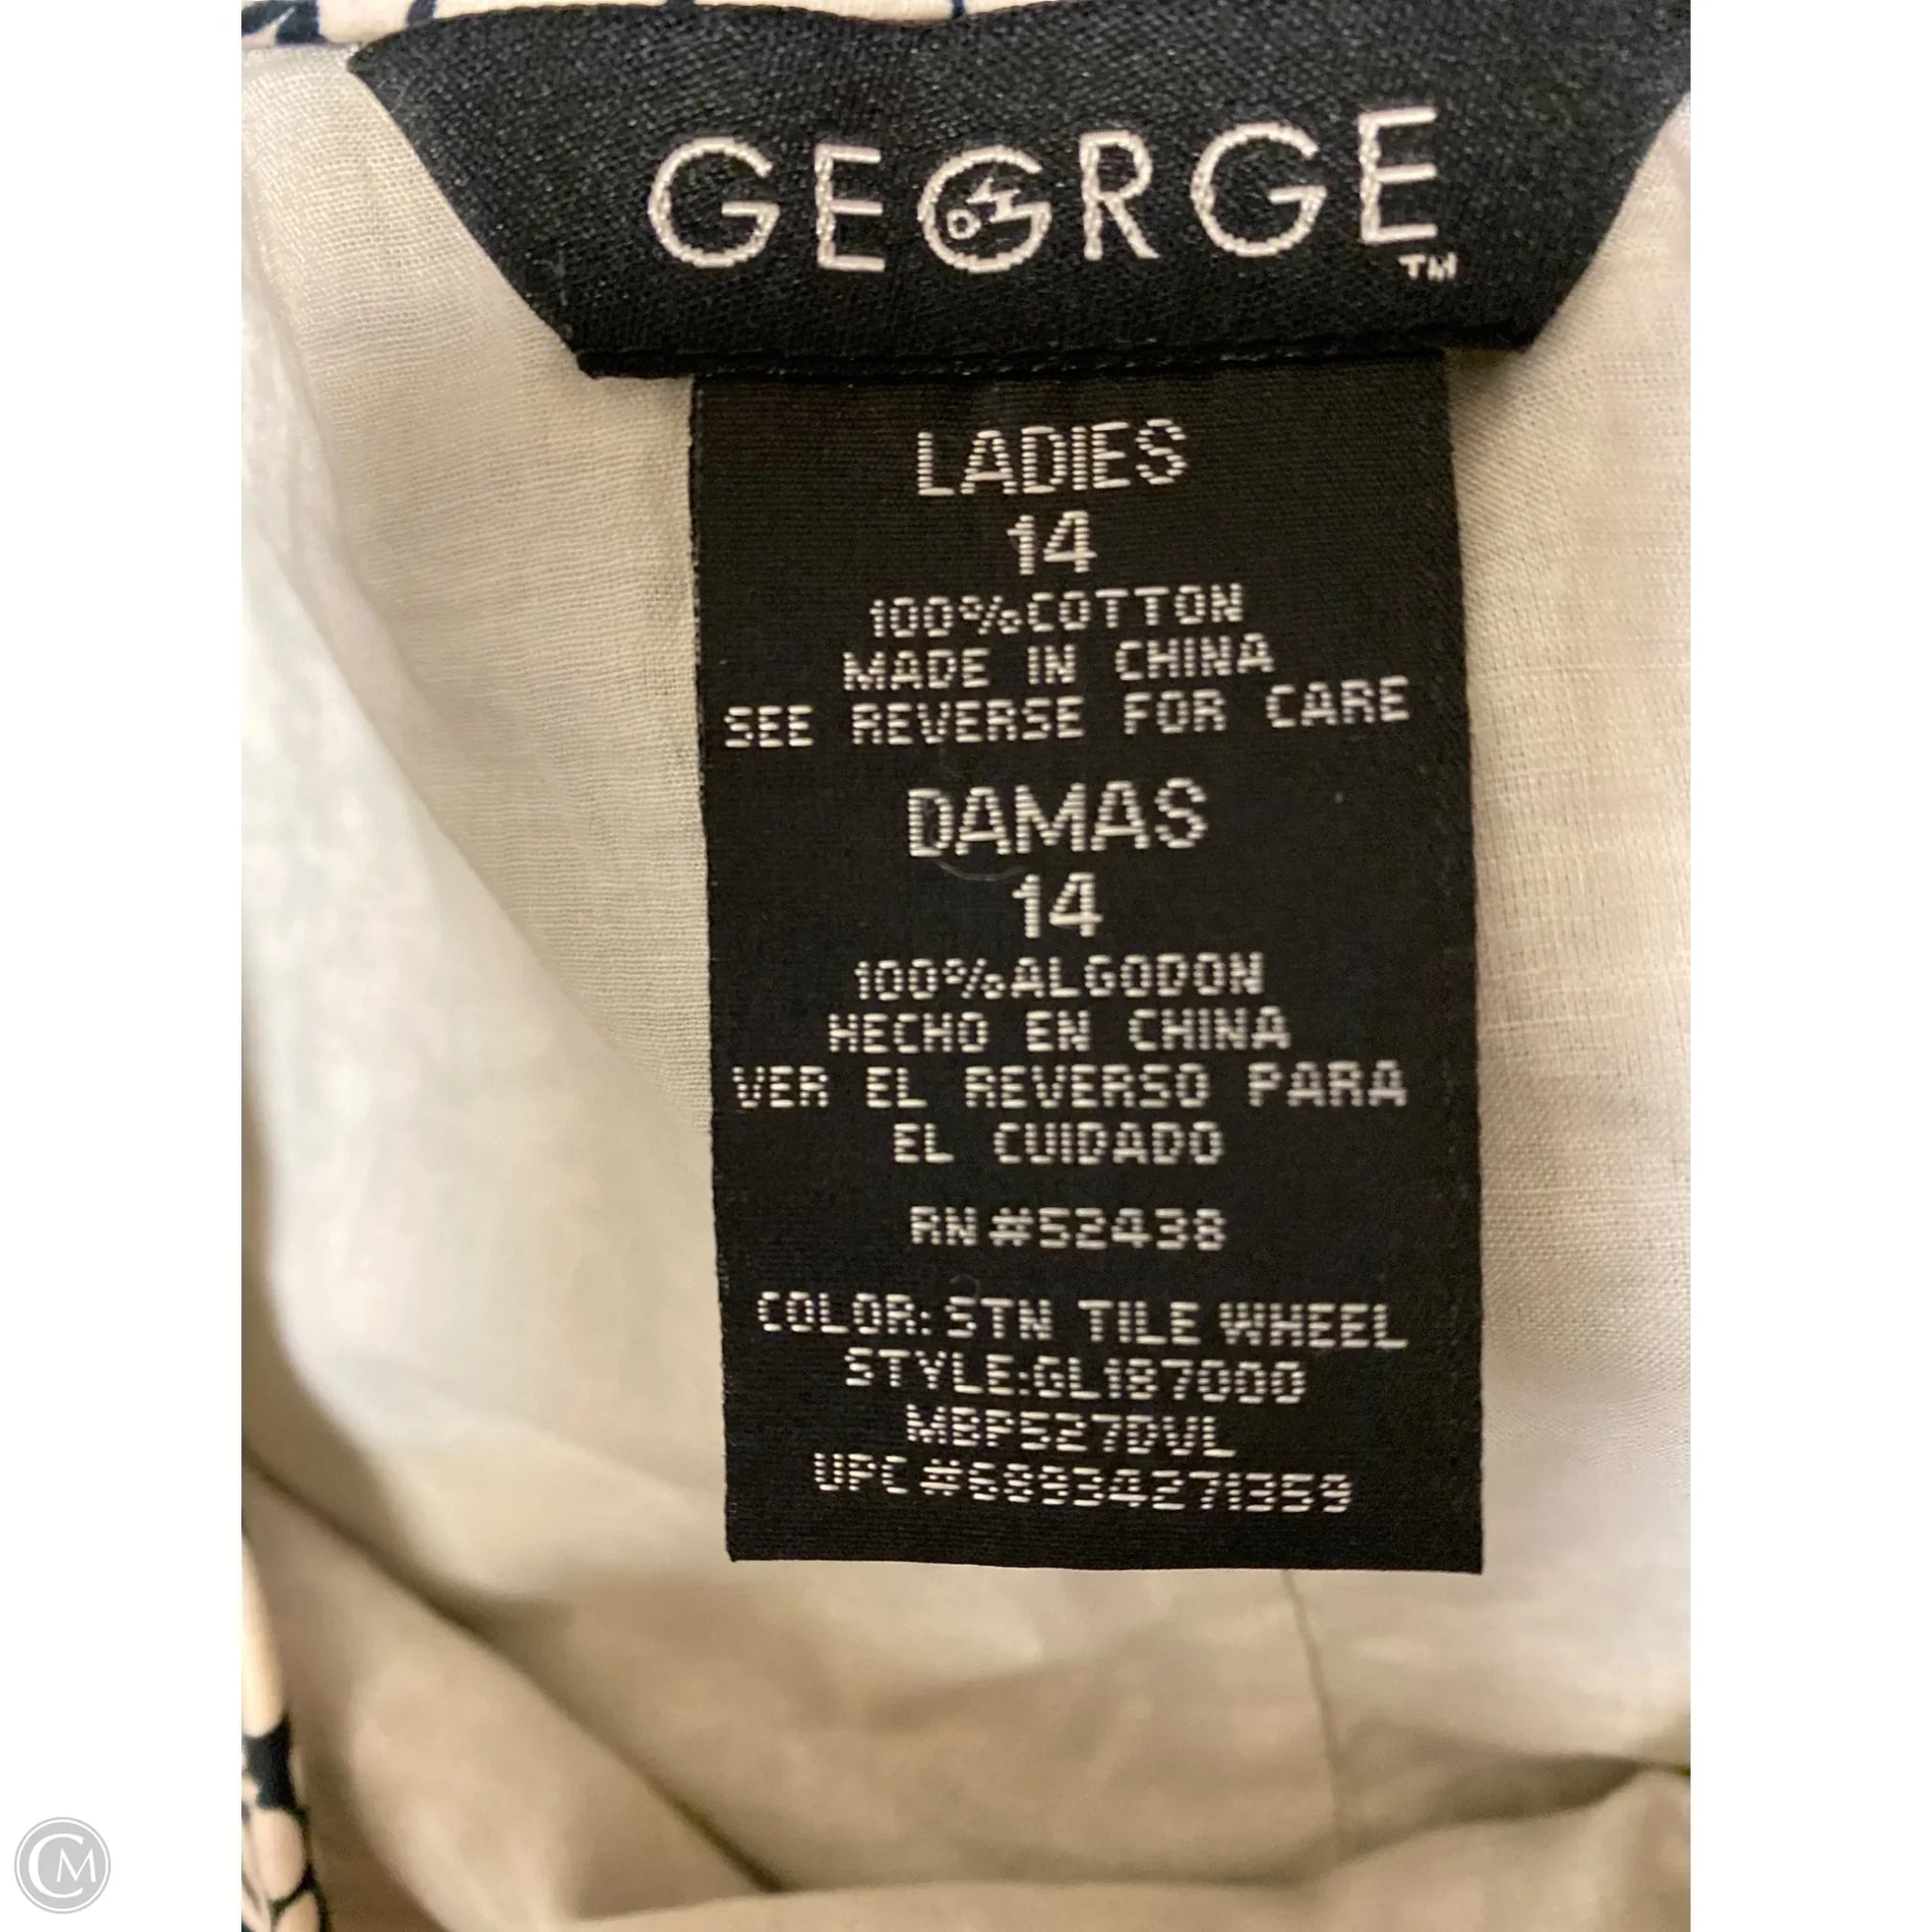 GEORGE
TM
LADIES
14
100%COTTON
MADE IN CHINA
SEE REVERSE FOR CARE
DAMAS
14
100%ALGODON
HECHO EN CHINA
VER EL REVERSO PARA
EL CUIDADO
RN#52438
COLOR: STN TILE WHEEL
STYLE:GL187000
MBP527DVL
UPC#68934271359
CM